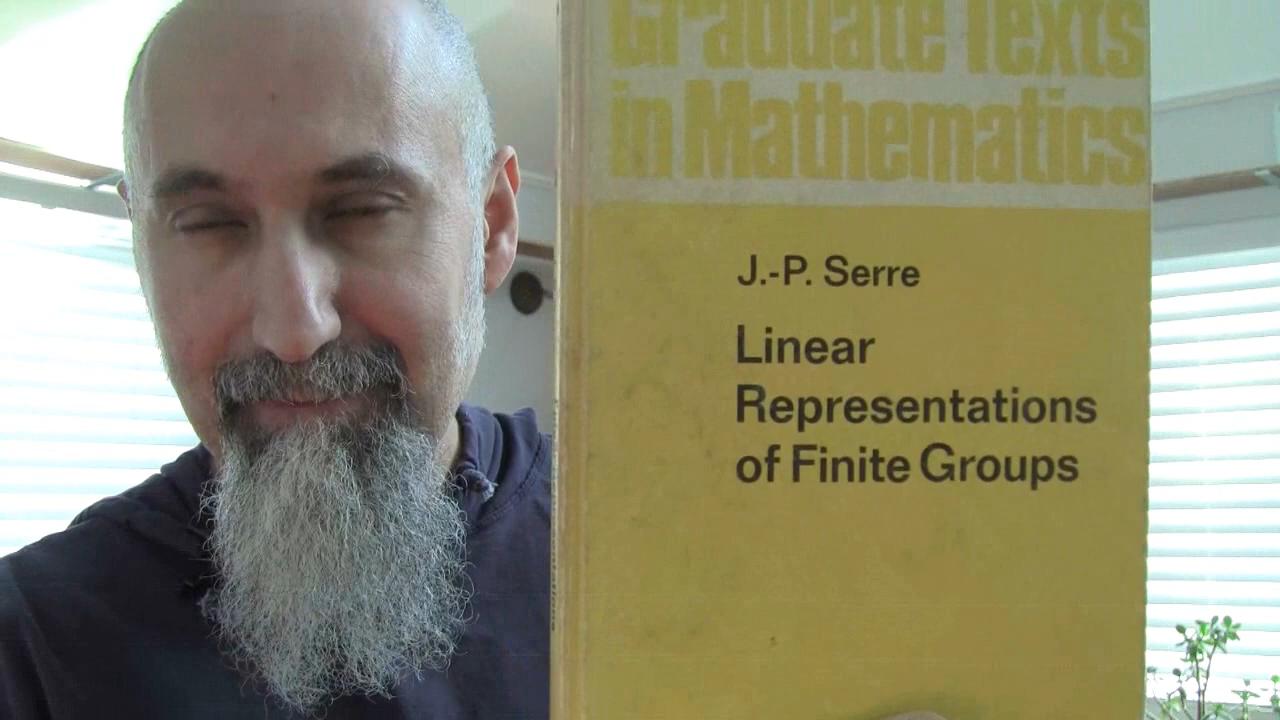 Graduate Texts
in Mathematics
J.-P. Serre
Linear
Representations
of Finite Groups